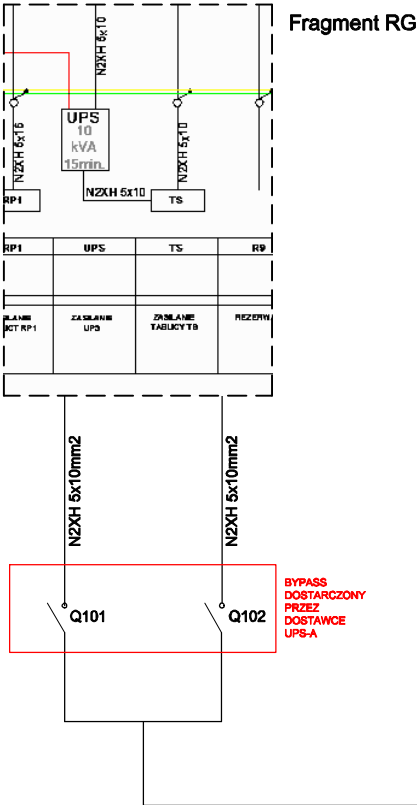 Fragment RG
N2XH 5x10
UPS
10
kVA
15min.
N2XH 5x16
N2XH 5x10
N2XH 5x10
RP1
TS
RP1 UPS TS R9
ZASILANIE ZASILANIE REZERW
UPS TABLICY TS
N2XH 5x10mm2
N2XH 5x10mm2
Q101
Q102
BYPASS
DOSTARCZONY
PRZEZ
DOSTAWCE
UPS-A